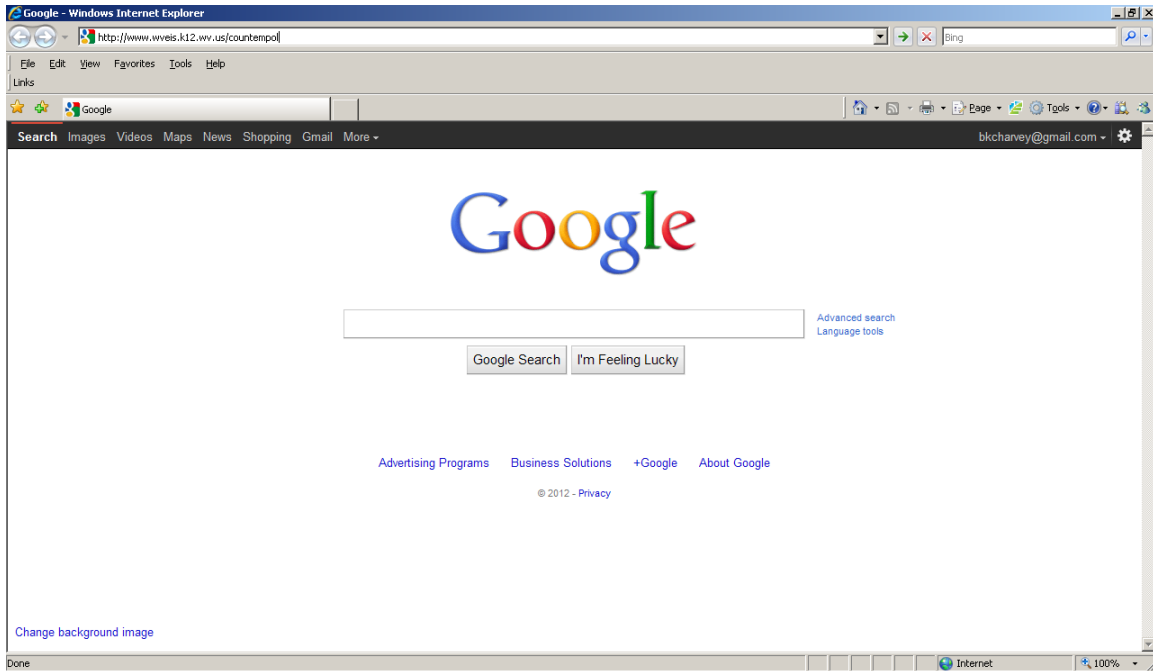 Google - Windows Internet Explorer
http://www.wveis.k12.wv.us/countempol
Bing
File Edit View Favorites Tools Help
Links
Google
Page Tools
Search Images Videos Maps News Shopping Gmail More
bkcharvey@gmail.com
Google
Advanced search
Language tools
Google Search I'm Feeling Lucky
Advertising Programs Business Solutions +Google About Google
© 2012 - Privacy
Change background image
Done Internet 100%